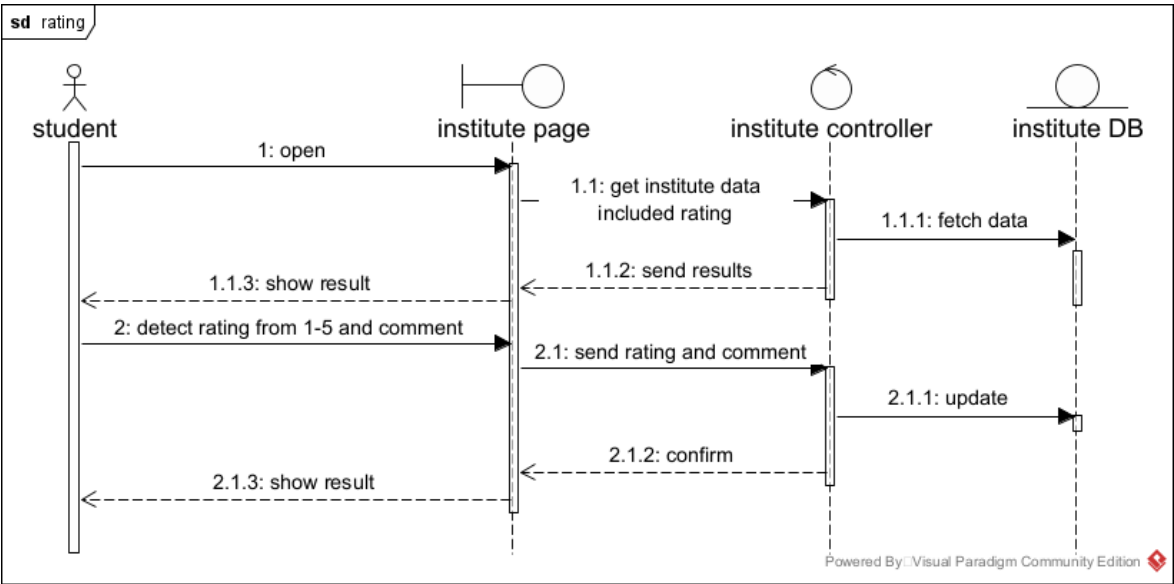 sd rating
student
institute page
institute controller
institute DB
1: open
1.1: get institute data
included rating
1.1.1: fetch data
1.1.2: send results
1.1.3: show result
2: detect rating from 1-5 and comment
2.1: send rating and comment
2.1.1: update
2.1.2: confirm
2.1.3: show result
Powered By Visual Paradigm Community Edition